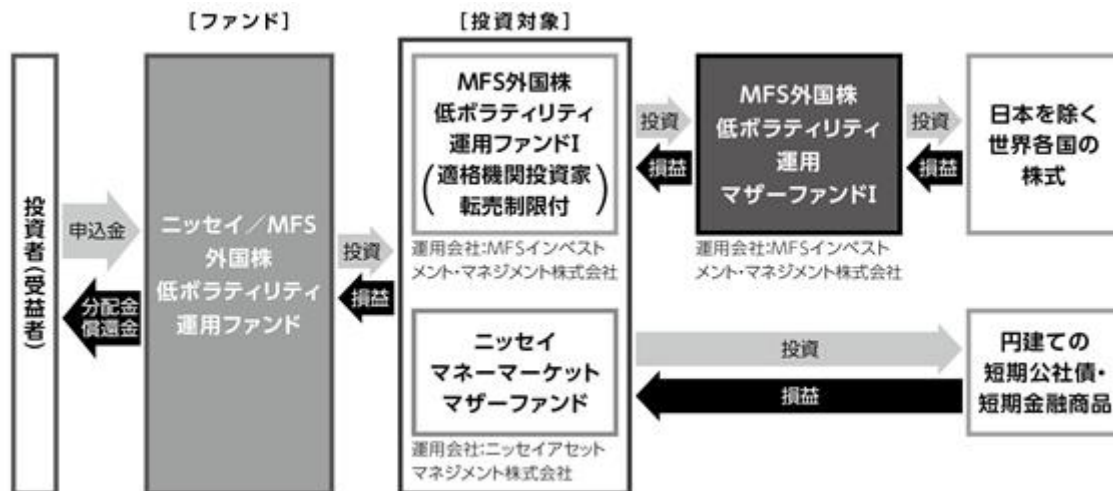 [ファンド]
[投資対象]
投資者(受益者)
申込金
分配金
償還金
ニッセイ/MFS
外国株
低ボラティリティ
運用ファンド
投資
損益
MFS外国株
低ボラティリティ
運用ファンドI
(適格機関投資家
転売制限付)
運用会社:MFSインベスト
メント・マネジメント株式会社
投資
損益
MFS外国株
低ボラティリティ
運用
マザーファンドI
運用会社:MFSインベスト
メント・マネジメント株式会社
投資
損益
日本を除く
世界各国の
株式
ニッセイ
マネーマーケット
マザーファンド
運用会社:ニッセイアセット
マネジメント株式会社
投資
損益
円建ての
短期公社債・
短期金融商品